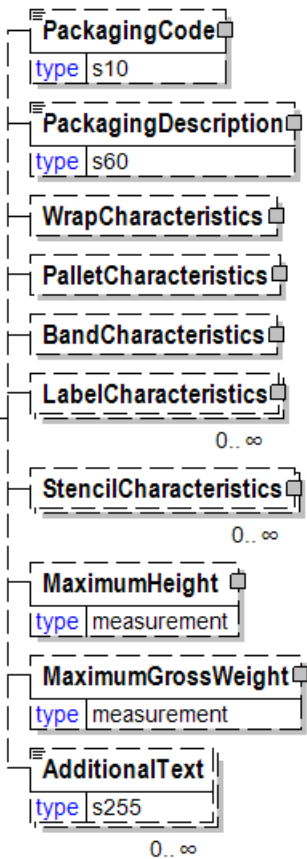 PackagingCode
type s10
PackagingDescription
type s60
WrapCharacteristics
PalletCharacteristics
BandCharacteristics
LabelCharacteristics
0.. ∞
StencilCharacteristics
0.. ∞
MaximumHeight
type measurement
MaximumGrossWeight
type measurement
AdditionalText
type s255
0.. ∞